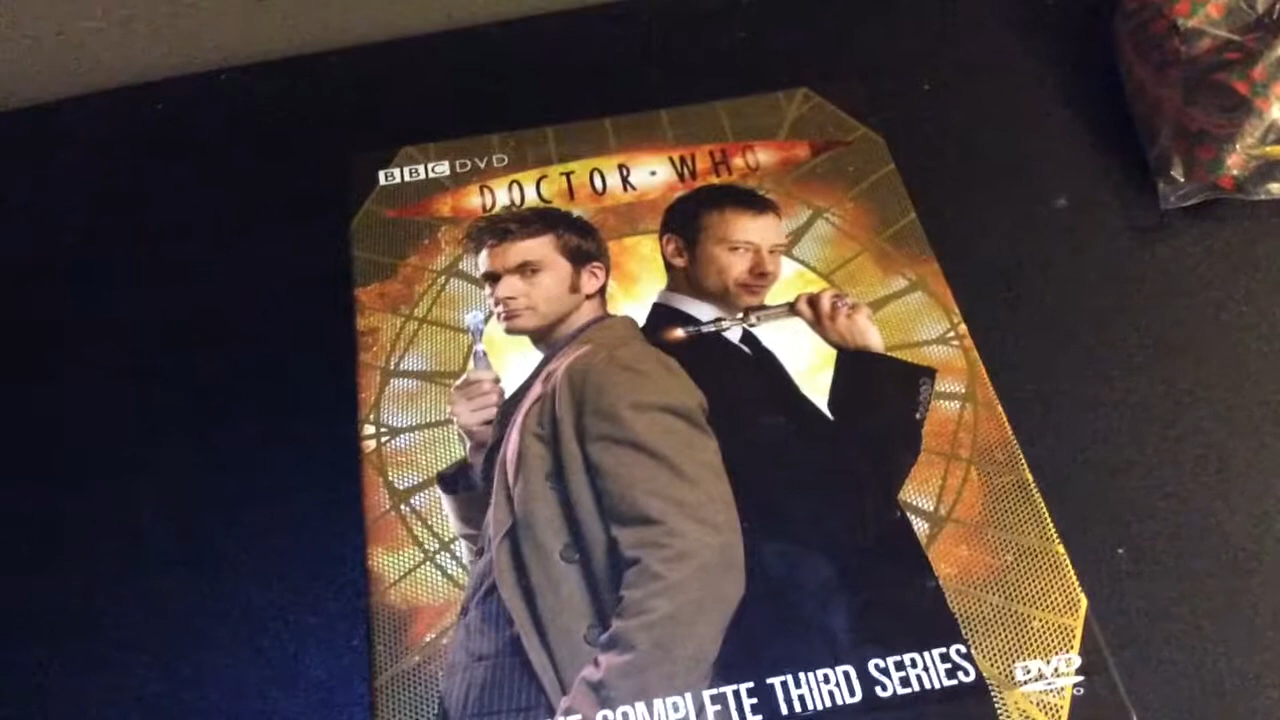 BBC DVD
DOCTOR · WHO
COMPLETE THIRD SERIES
DVD